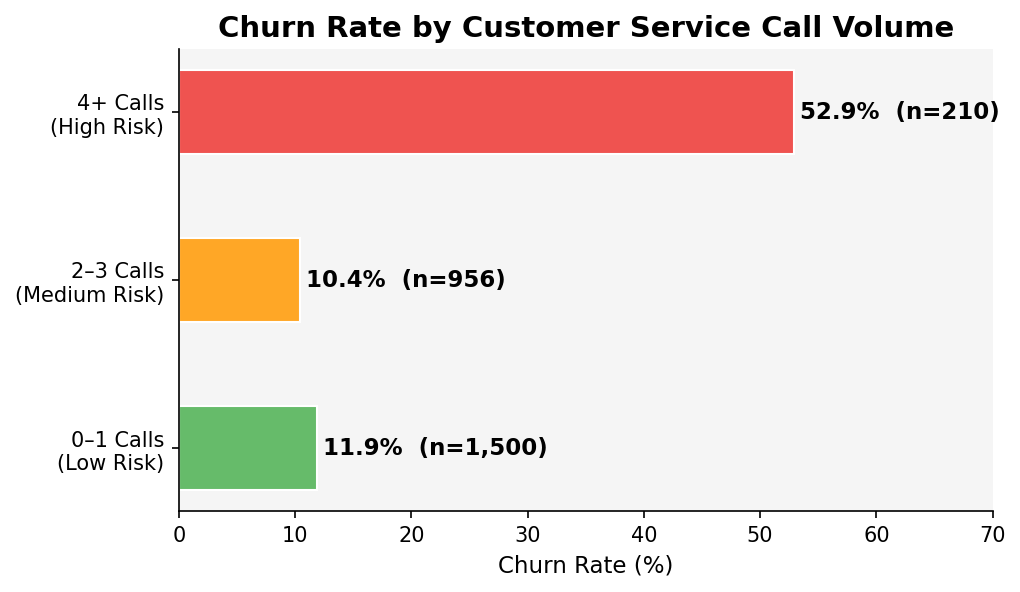 Churn Rate by Customer Service Call Volume
4+ Calls
(High Risk)
52.9%  (n=210)
2–3 Calls
(Medium Risk)
10.4%  (n=956)
0–1 Calls
(Low Risk)
11.9%  (n=1,500)
0 10 20 30 40 50 60 70
Churn Rate (%)